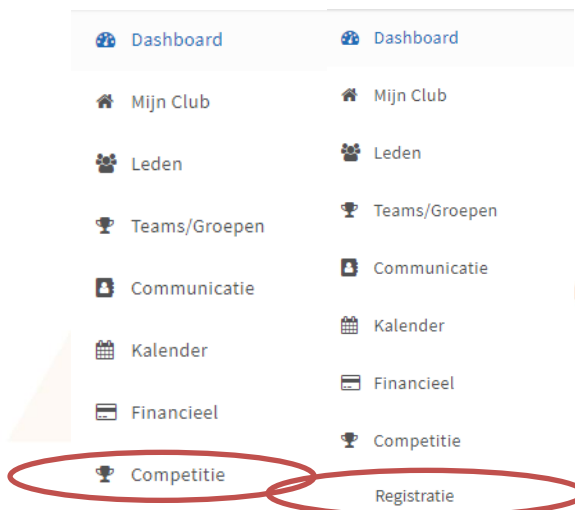 Dashboard
Mijn Club
Leden
Teams/Groepen
Communicatie
Kalender
Financieel
Competitie
Dashboard
Mijn Club
Leden
Teams/Groepen
Communicatie
Kalender
Financieel
Competitie
Registratie